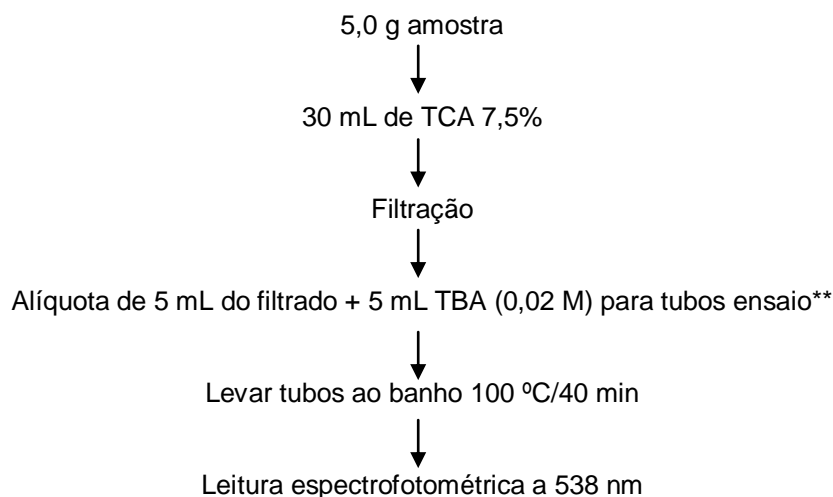 5,0 g amostra
30 mL de TCA 7,5%
Filtração
Alíquota de 5 mL do filtrado + 5 mL TBA (0,02 M) para tubos ensaio**
Levar tubos ao banho 100 ºC/40 min
Leitura espectrofotométrica a 538 nm